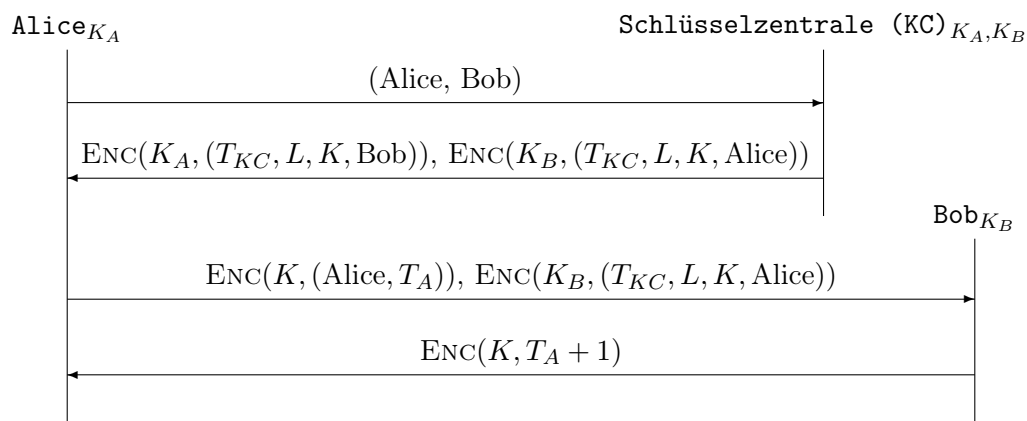 Alice_{K_A} Schlüsselzentrale (KC)_{K_A,K_B}
(Alice, Bob)
ENC(K_A, (T_{KC}, L, K, Bob)), ENC(K_B, (T_{KC}, L, K, Alice))
Bob_{K_B}
ENC(K, (Alice, T_A)), ENC(K_B, (T_{KC}, L, K, Alice))
ENC(K, T_A + 1)